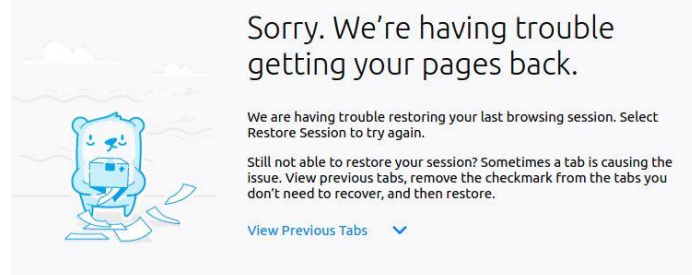 Sorry. We’re having trouble
getting your pages back.
We are having trouble restoring your last browsing session. Select
Restore Session to try again.
Still not able to restore your session? Sometimes a tab is causing the
issue. View previous tabs, remove the checkmark from the tabs you
don’t need to recover, and then restore.
View Previous Tabs